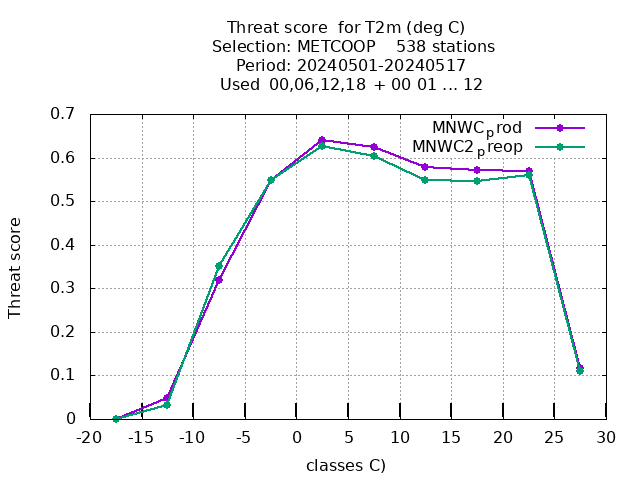 Threat score for T2m (deg C)
Selection: METCOOP 538 stations
Period: 20240501-20240517
Used 00,06,12,18 + 00 01 ... 12
MNWCprod
MNWC2preop
Threat score
0.7
0.6
0.5
0.4
0.3
0.2
0.1
0
-20 -15 -10 -5 0 5 10 15 20 25 30
classes C)